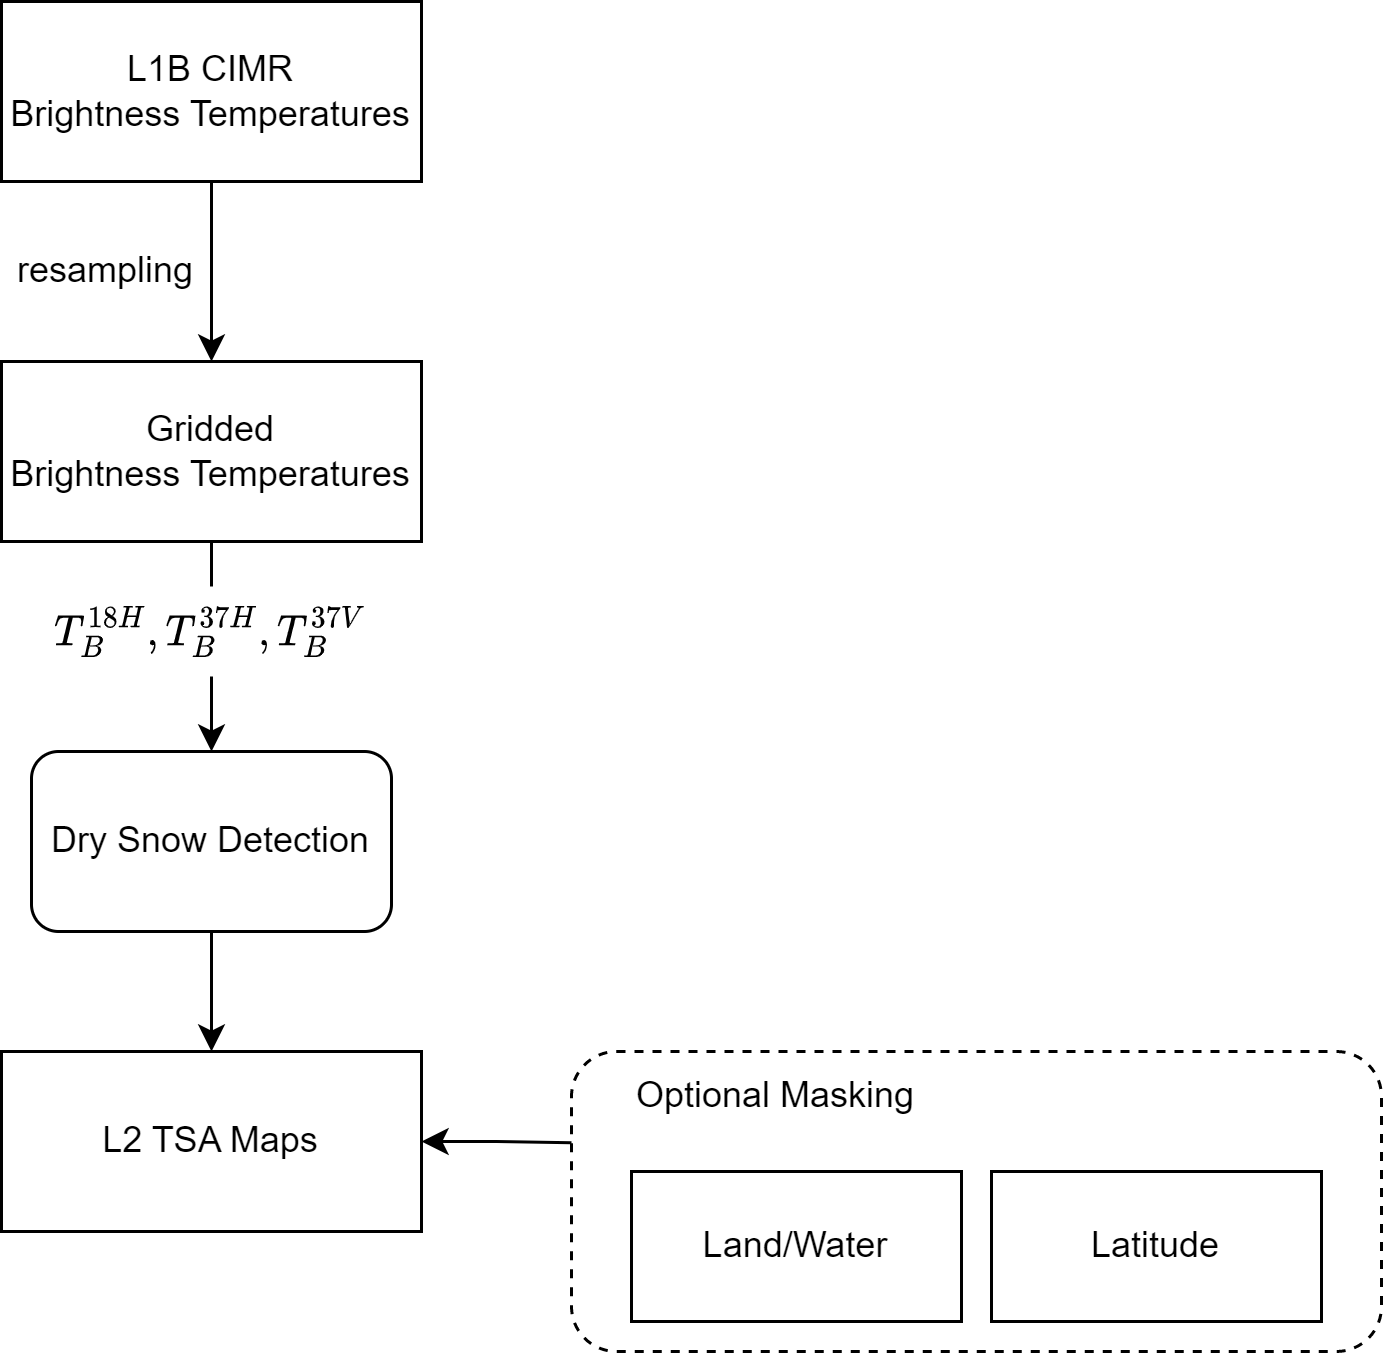 L1B CIMR
Brightness Temperatures
resampling
Gridded
Brightness Temperatures
$T_B^{18H}, T_B^{37H}, T_B^{37V}$
Dry Snow Detection
L2 TSA Maps
Optional Masking
Land/Water
Latitude